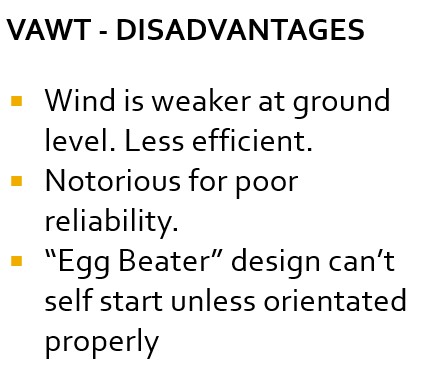 VAWT - DISADVANTAGES
▪ Wind is weaker at ground
level. Less efficient.
▪ Notorious for poor
reliability.
▪ “Egg Beater” design can’t
self start unless orientated
properly